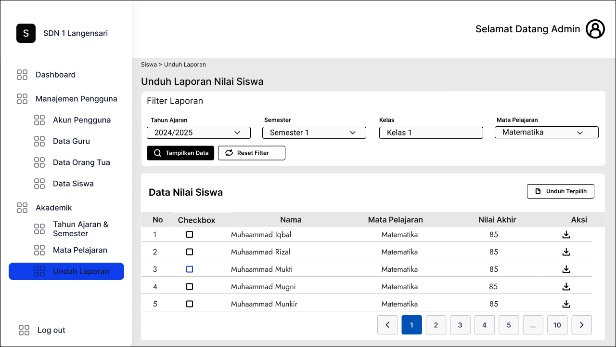 S
SDN 1 Langensari
Selamat Datang Admin
Dashboard
Manajemen Pengguna
Akun Pengguna
Data Guru
Data Orang Tua
Data Siswa
Akademik
Tahun Ajaran &
Semester
Mata Pelajaran
Unduh Laporan
Log out
Siswa > Unduh Laporan
Unduh Laporan Nilai Siswa
Filter Laporan
Tahun Ajaran Semester Kelas Mata Pelajaran
2024/2025 Semester 1 Kelas 1 Matematika
Tampilkan Data Reset Filter
Data Nilai Siswa
Unduh Terpilih
No Checkbox Nama Mata Pelajaran Nilai Akhir Aksi
1 Muhaammad Iqbal Matematika 85
2 Muhaammad Rizal Matematika 85
3 Muhaammad Mukti Matematika 85
4 Muhaammad Mugni Matematika 85
5 Muhaammad Munkir Matematika 85
< 1 2 3 4 5 ... 10 >